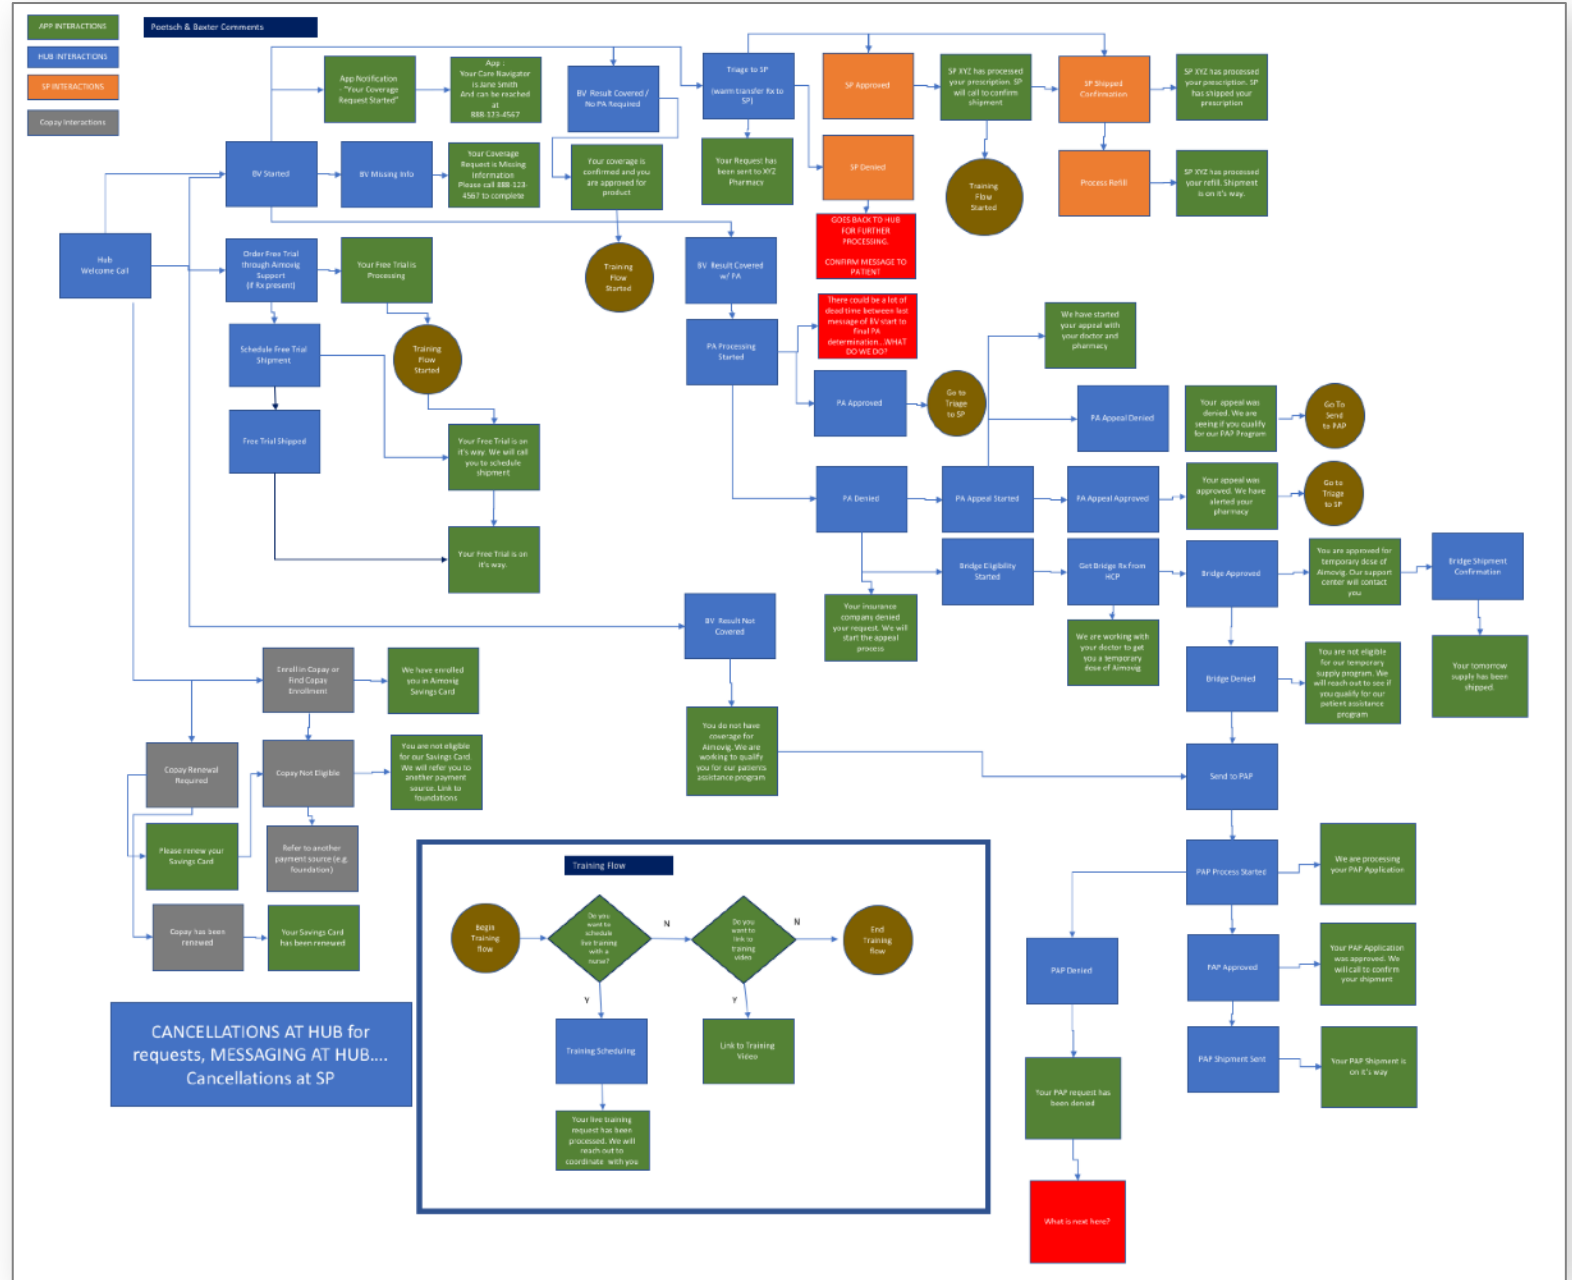 APP INTERACTIONS
Poetsch & Baxter Comments
HUB INTERACTIONS
SP INTERACTIONS
Copay Interactions
App Notification
- "Your Coverage
Request Started"
App :
Your Care Navigator
is Jane Smith
And can be reached
at
888-123-4567
BV Result Covered /
No PA Required
Triage to SP
(warm transfer Rx to
SP)
SP Approved
SP XYZ has processed
your prescription. SP
will call to confirm
shipment
SP Shipped
Confirmation
SP XYZ has processed
your prescription. SP
has shipped your
prescription
BV Started
BV Missing Info
Your Coverage
Request is Missing
Information
Please call 888-123-
4567 to complete
Your coverage is
confirmed and you
are approved for
product
Your Request has
been sent to XYZ
Pharmacy
SP Denied
Training
Flow
Started
Process Refill
SP XYZ has processed
your refill. Shipment
is on it's way.
GOES BACK TO HUB
FOR FURTHER
PROCESSING.
CONFIRM MESSAGE TO
PATIENT
Hub
Welcome Call
Order Free Trial
through Aimovig
Support
(if Rx present)
Your Free Trial is
Processing
Training
Flow
Started
BV Result Covered
w/ PA
There could be a lot of
dead time between last
message of BV start to
final PA
determination...WHAT
DO WE DO?
We have started
your appeal with
your doctor and
pharmacy
Schedule Free Trial
Shipment
Training
Flow
Started
PA Processing
Started
PA Approved
Go to
Triage
to SP
PA Appeal Denied
Your appeal was
denied. We are
seeing if you qualify
for our PAP Program
Go To
Send
to PAP
Free Trial Shipped
Your Free Trial is on
it's way. We will call
you to schedule
shipment
PA Denied
PA Appeal Started
PA Appeal Approved
Your appeal was
approved. We have
alerted your
pharmacy
Go to
Triage
to SP
Your Free Trial is on
it's way.
Bridge Eligibility
Started
Get Bridge Rx from
HCP
Bridge Approved
You are approved for
temporary dose of
Aimovig. Our support
center will contact
you
Bridge Shipment
Confirmation
BV Result Not
Covered
Your insurance
company denied
your request. We will
start the appeal
process
We are working with
your doctor to get
you a temporary
dose of Aimovig
Bridge Denied
You are not eligible
for our temporary
supply program. We
will reach out to see if
you qualify for our
patient assistance
program
Your tomorrow
supply has been
shipped.
Enroll in Copay or
Find Copay
Enrollment
We have enrolled
you in Aimovig
Savings Card
You do not have
coverage for
Aimovig. We are
working to qualify
you for our patients
assistance program
Send to PAP
Copay Renewal
Required
Copay Not Eligible
You are not eligible
for our Savings Card.
We will refer you to
another payment
source. Link to
foundations
Please renew your
Savings Card
Refer to another
payment source (e.g.
foundation)
Copay has been
renewed
Your Savings Card
has been renewed
PAP Process Started
We are processing
your PAP Application
Training Flow
Begin
Training
flow
Do you
want to
schedule
live training
with a
nurse?
N
Do you
want to
link to
training
video
N
End
Training
flow
Y
Y
Training Scheduling
Link to Training
Video
Your live training
request has been
processed. We will
reach out to
coordinate with you
PAP Denied
PAP Approved
Your PAP Application
was approved. We
will call to confirm
your shipment
CANCELLATIONS AT HUB for
requests, MESSAGING AT HUB....
Cancellations at SP
PAP Shipment Sent
Your PAP Shipment is
on it's way
Your PAP request has
been denied
What is next here?